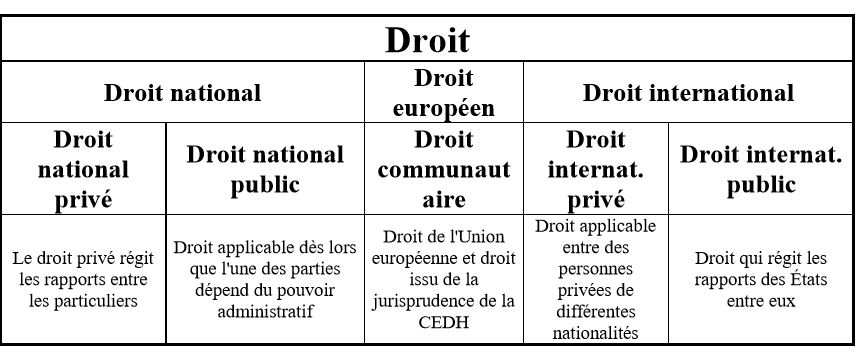 Droit
Droit national
Droit
européen
Droit international
Droit
national
privé
Droit national
public
Droit
communaut
aire
Droit
internat.
privé
Droit internat.
public
Le droit privé régit
les rapports entre
les particuliers
Droit applicable dès lors
que l'une des parties
dépend du pouvoir
administratif
Droit de l'Union
européenne et droit
issu de la
jurisprudence de la
CEDH
Droit applicable
entre des
personnes
privées de
différentes
nationalités
Droit qui régit les
rapports des États
entre eux